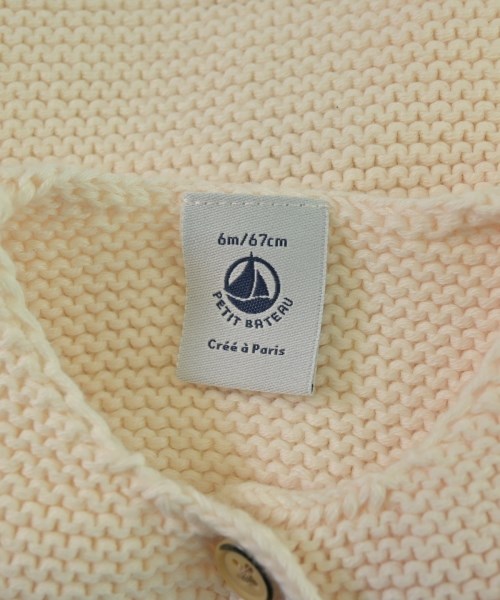 6m/67cm
PETIT BATEAU
Créé à Paris